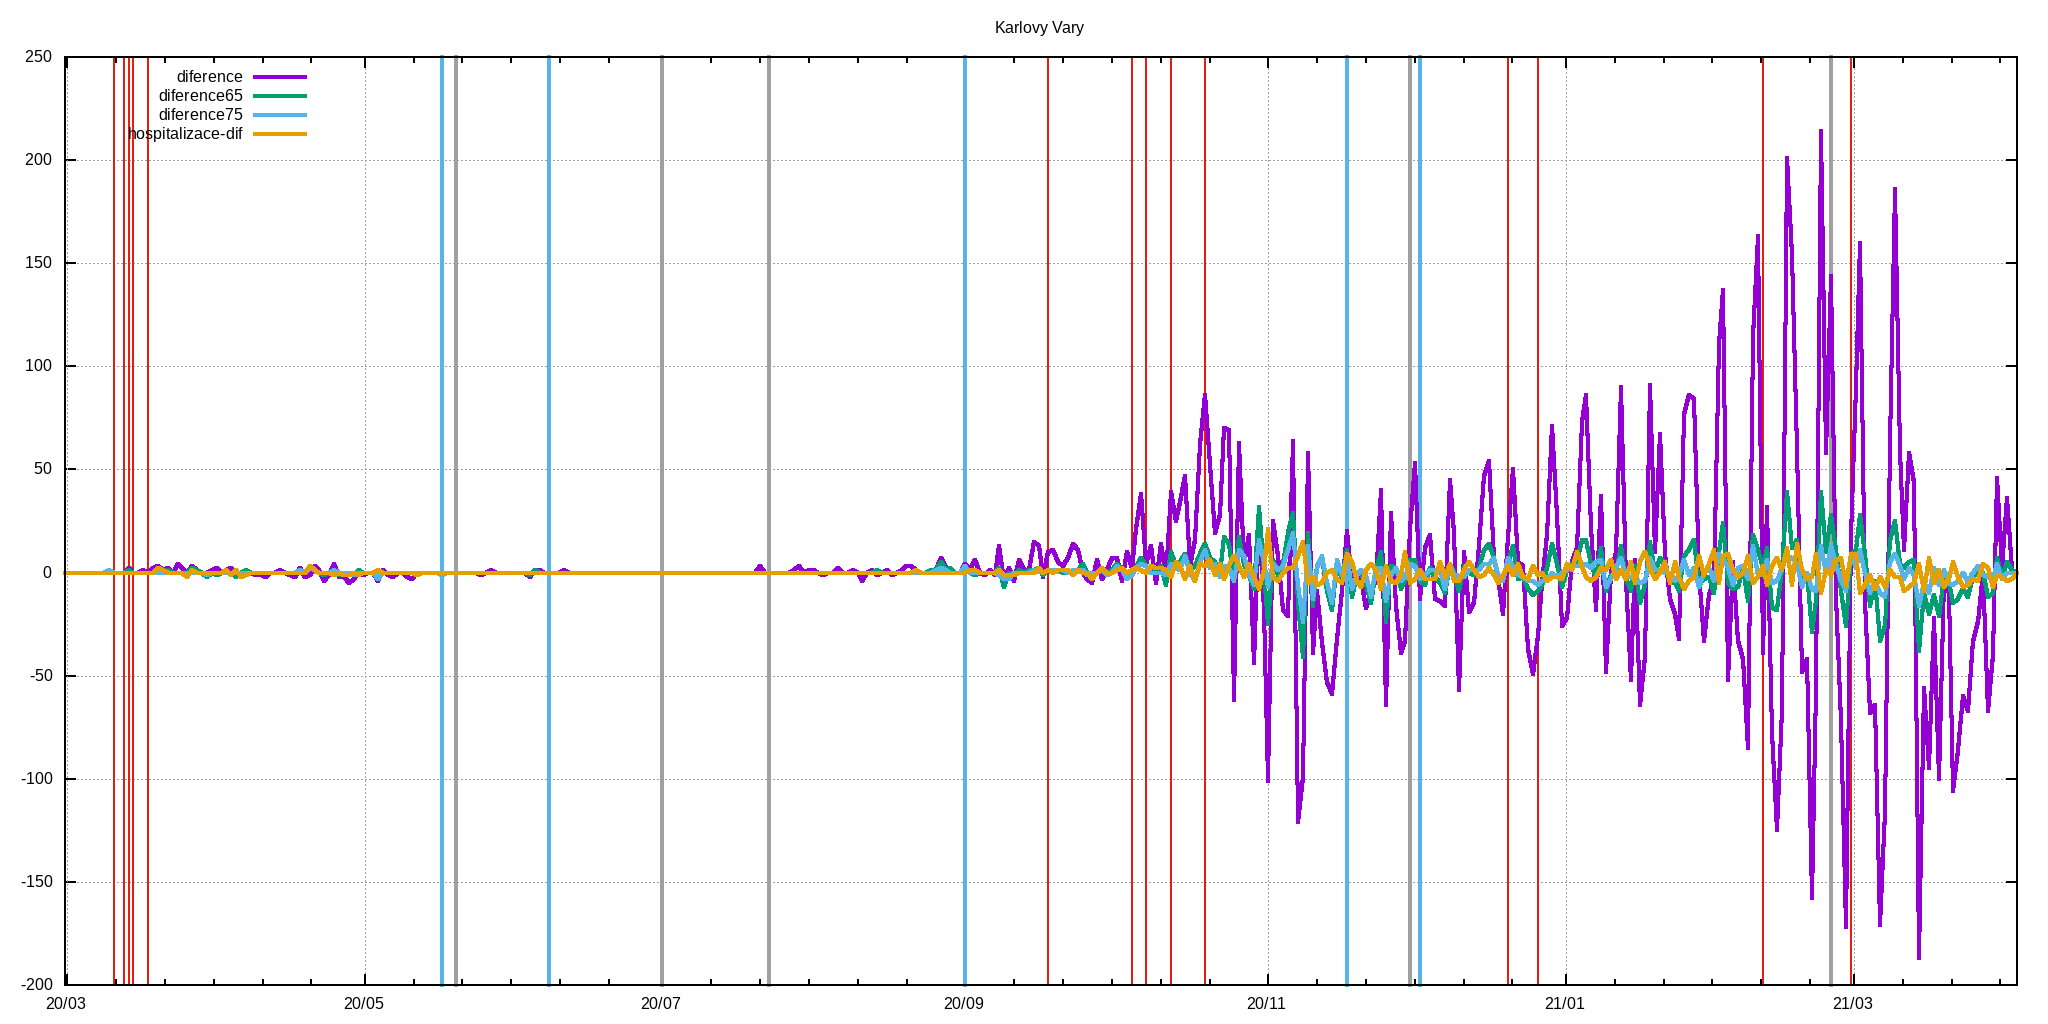 Karlovy Vary
250
200
150
100
50
0
-50
-100
-150
-200
diference
diference65
diference75
hospitalizace-dif
20/03 20/05 20/07 20/09 20/11 21/01 21/03